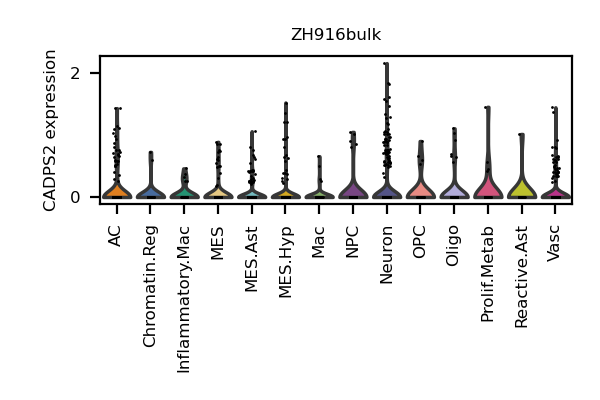 ZH916bulk
CADPS2 expression
2
0
AC
Chromatin.Reg
Inflammatory.Mac
MES
MES.Ast
MES.Hyp
Mac
NPC
Neuron
OPC
Oligo
Prolif.Metab
Reactive.Ast
Vasc